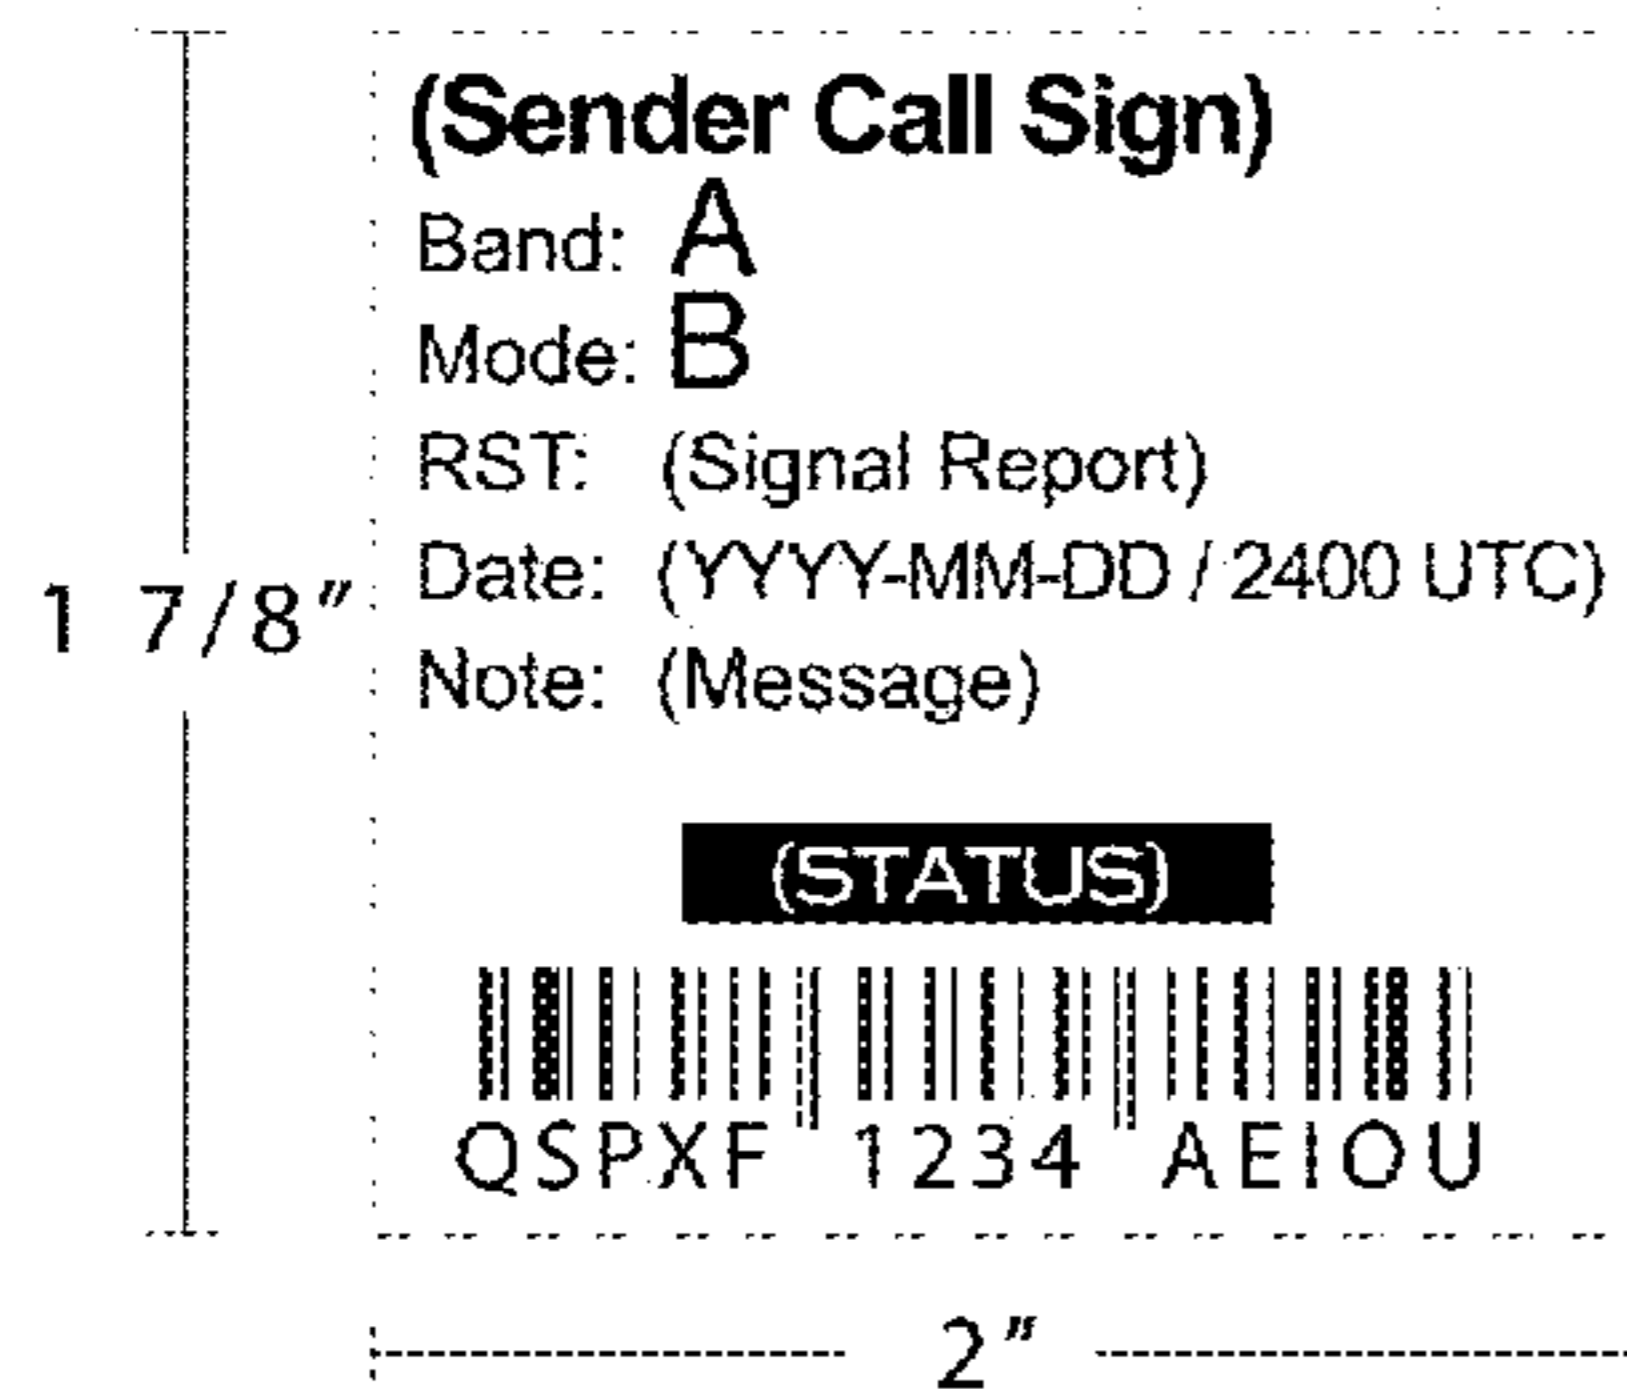 (Sender Call Sign)
Band: A
Mode: B
RST: (Signal Report)
Date: (YYYY-MM-DD / 2400 UTC)
1 7/8"
Note: (Message)
(STATUS)
QSPXF 1234 AEIOU
2"